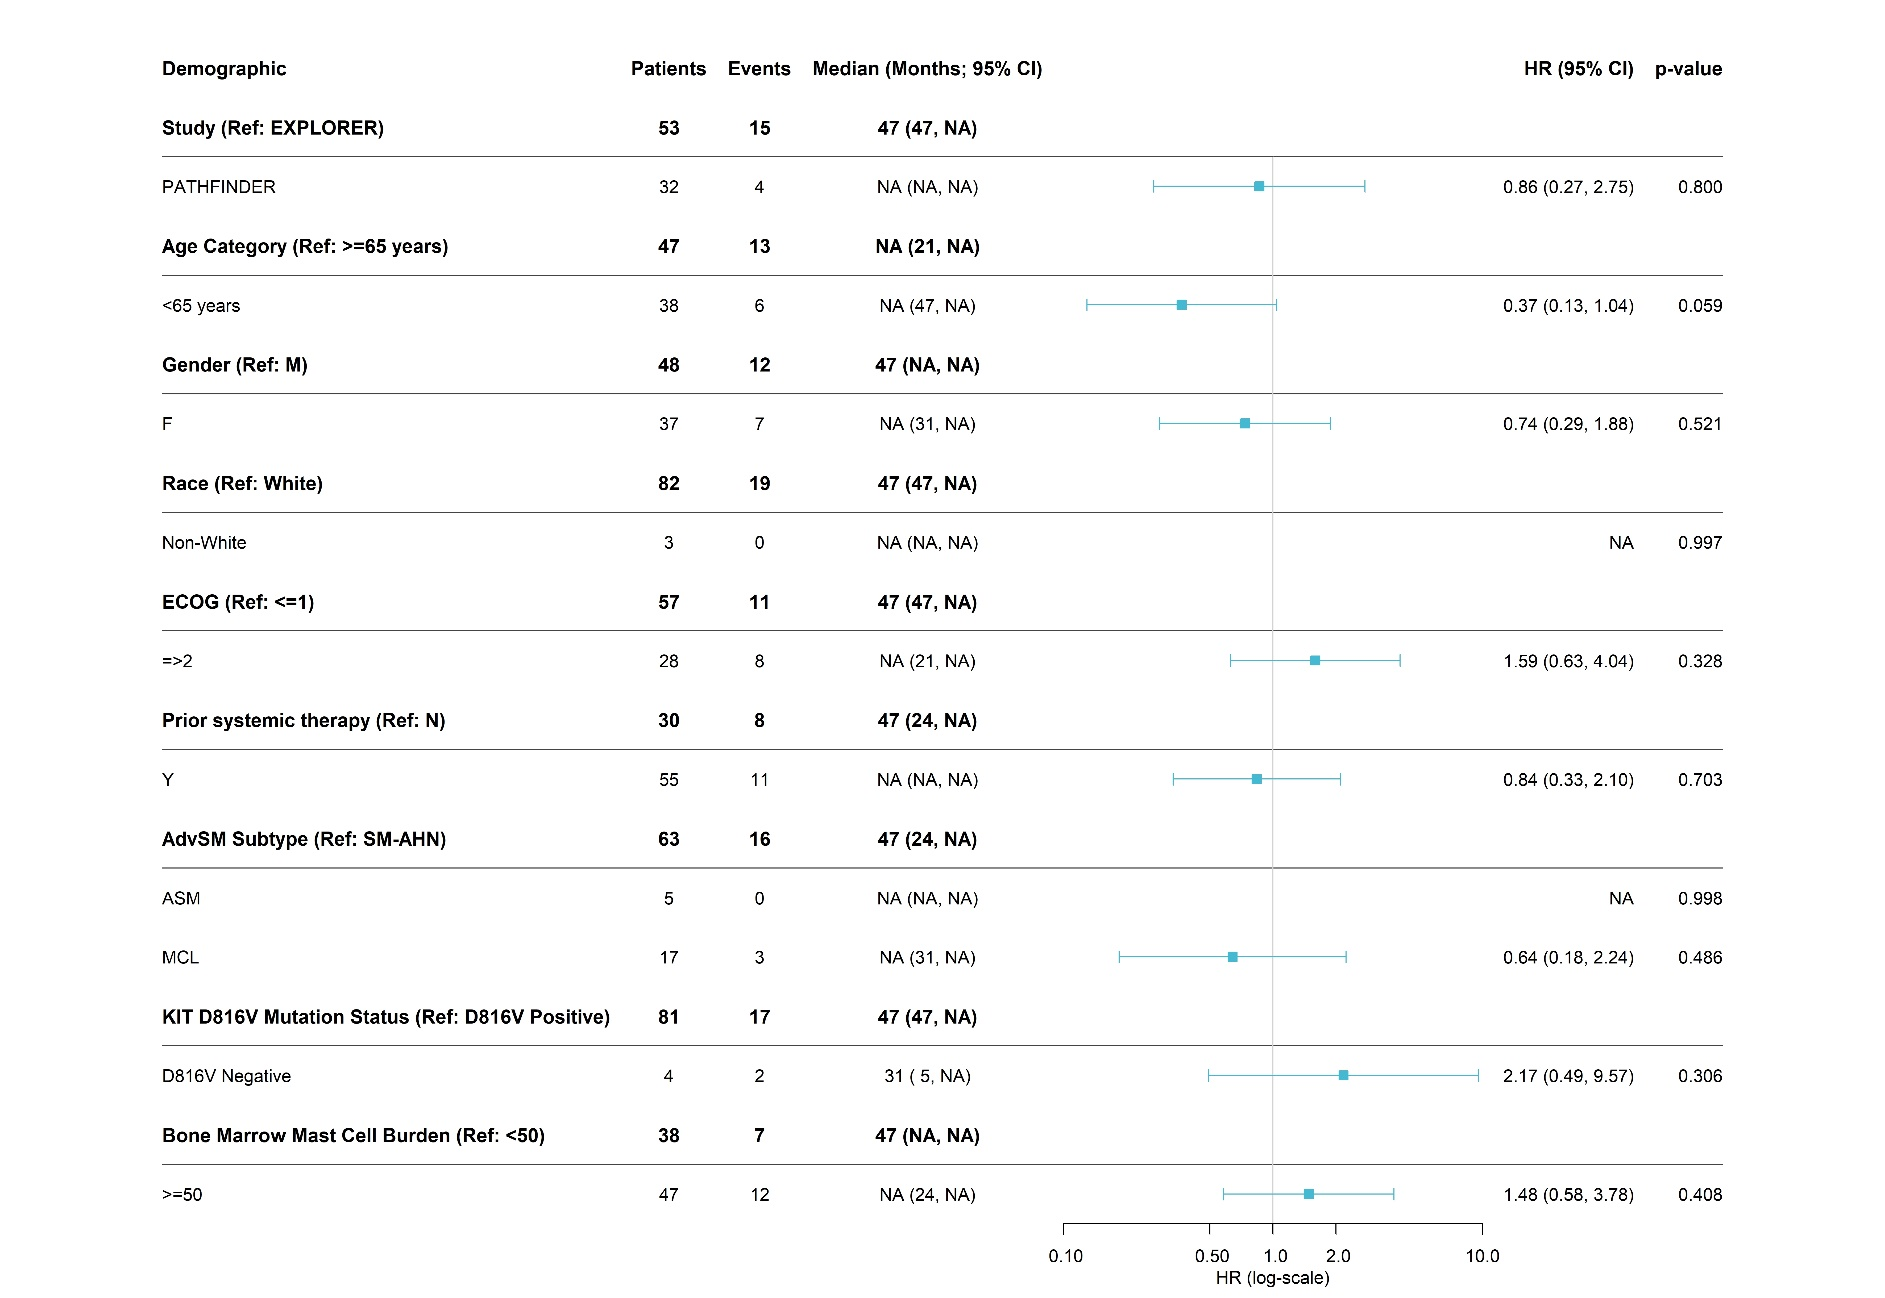 Demographic Patients Events Median (Months; 95% CI) HR (95% CI) p-value
Study (Ref: EXPLORER) 53 15 47 (47, NA)
PATHFINDER 32 4 NA (NA, NA) 0.86 (0.27, 2.75) 0.800
Age Category (Ref: >=65 years) 47 13 NA (21, NA)
<65 years 38 6 NA (47, NA) 0.37 (0.13, 1.04) 0.059
Gender (Ref: M) 48 12 47 (NA, NA)
F 37 7 NA (31, NA) 0.74 (0.29, 1.88) 0.521
Race (Ref: White) 82 19 47 (47, NA)
Non-White 3 0 NA (NA, NA) NA 0.997
ECOG (Ref: <=1) 57 11 47 (47, NA)
=>2 28 8 NA (21, NA) 1.59 (0.63, 4.04) 0.328
Prior systemic therapy (Ref: N) 30 8 47 (24, NA)
Y 55 11 NA (NA, NA) 0.84 (0.33, 2.10) 0.703
AdvSM Subtype (Ref: SM-AHN) 63 16 47 (24, NA)
ASM 5 0 NA (NA, NA) NA 0.998
MCL 17 3 NA (31, NA) 0.64 (0.18, 2.24) 0.486
KIT D816V Mutation Status (Ref: D816V Positive) 81 17 47 (47, NA)
D816V Negative 4 2 31 ( 5, NA) 2.17 (0.49, 9.57) 0.306
Bone Marrow Mast Cell Burden (Ref: <50) 38 7 47 (NA, NA)
>=50 47 12 NA (24, NA) 1.48 (0.58, 3.78) 0.408
0.10 0.50 1.0 2.0 10.0
HR (log-scale)